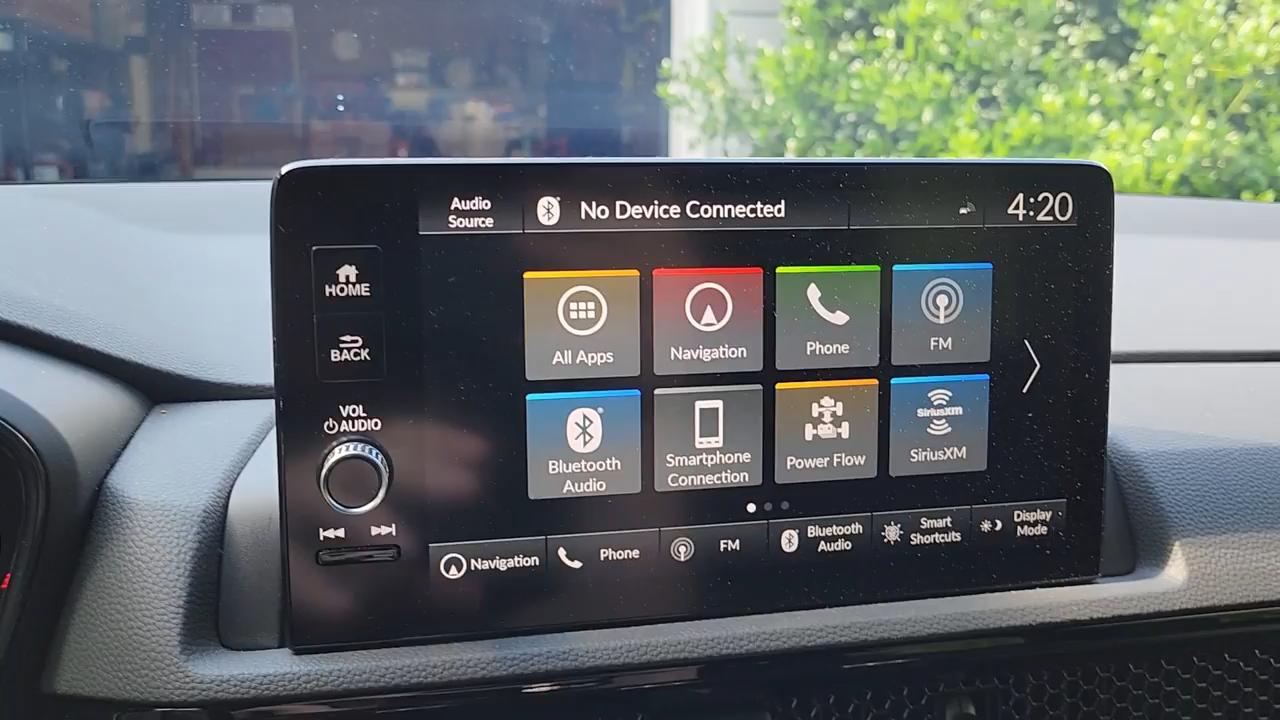 Audio
Source
No Device Connected
4:20
HOME
BACK
VOL
AUDIO
All Apps
Navigation
Phone
FM
Bluetooth
Audio
Smartphone
Connection
Power Flow
SiriusXM
SiriusXM
Navigation
Phone
FM
Bluetooth
Audio
Smart
Shortcuts
Display
Mode